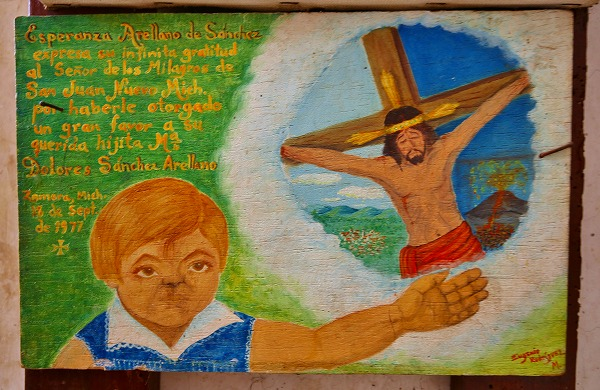 Esperanza Arellano de Sánchez
expresa su infinita gratitud
al Señor de los Milagros de
San Juan Nuevo Mich.
por haberle otorgado
un gran favor a su
querida hijita Mª
Dolores Sánchez Arellano
Zamora, Mich.
19 de Sept.
de 1977
Eugenio
M.